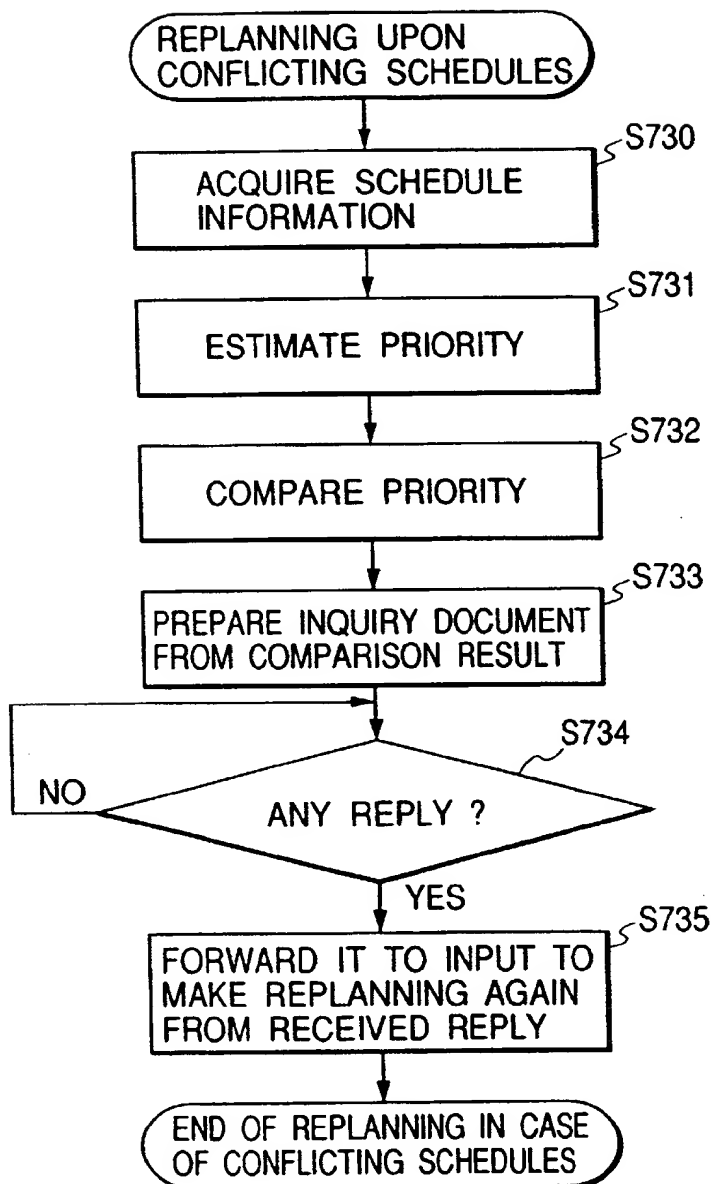 REPLANNING UPON
CONFLICTING SCHEDULES
S730
ACQUIRE SCHEDULE
INFORMATION
S731
ESTIMATE PRIORITY
S732
COMPARE PRIORITY
S733
PREPARE INQUIRY DOCUMENT
FROM COMPARISON RESULT
S734
NO
ANY REPLY ?
YES
S735
FORWARD IT TO INPUT TO
MAKE REPLANNING AGAIN
FROM RECEIVED REPLY
END OF REPLANNING IN CASE
OF CONFLICTING SCHEDULES